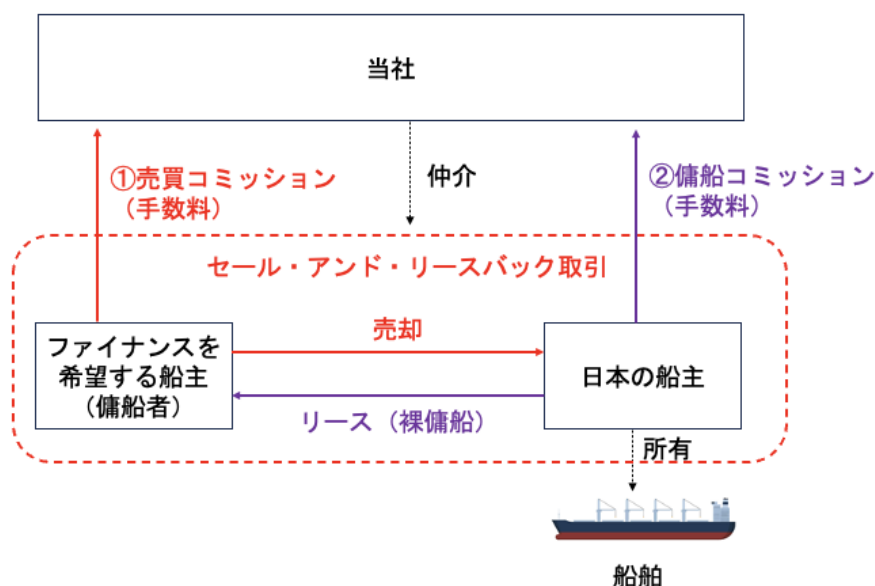 当社
①売買コミッション
（手数料）
仲介
②傭船コミッション
（手数料）
セール・アンド・リースバック取引
ファイナンスを
希望する船主
（傭船者）
売却
リース（裸傭船）
日本の船主
所有
船舶